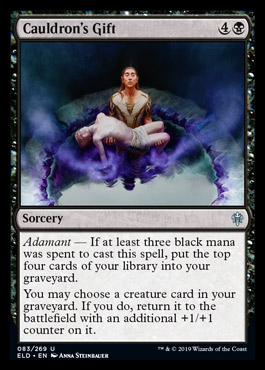 Cauldron's Gift 4
Sorcery
Adamant — If at least three black mana
was spent to cast this spell, put the top
four cards of your library into your
graveyard.
You may choose a creature card in your
graveyard. If you do, return it to the
battlefield with an additional +1/+1
counter on it.
083/269 U
ELD • EN Anna Steinbauer
™ & © 2019 Wizards of the Coast